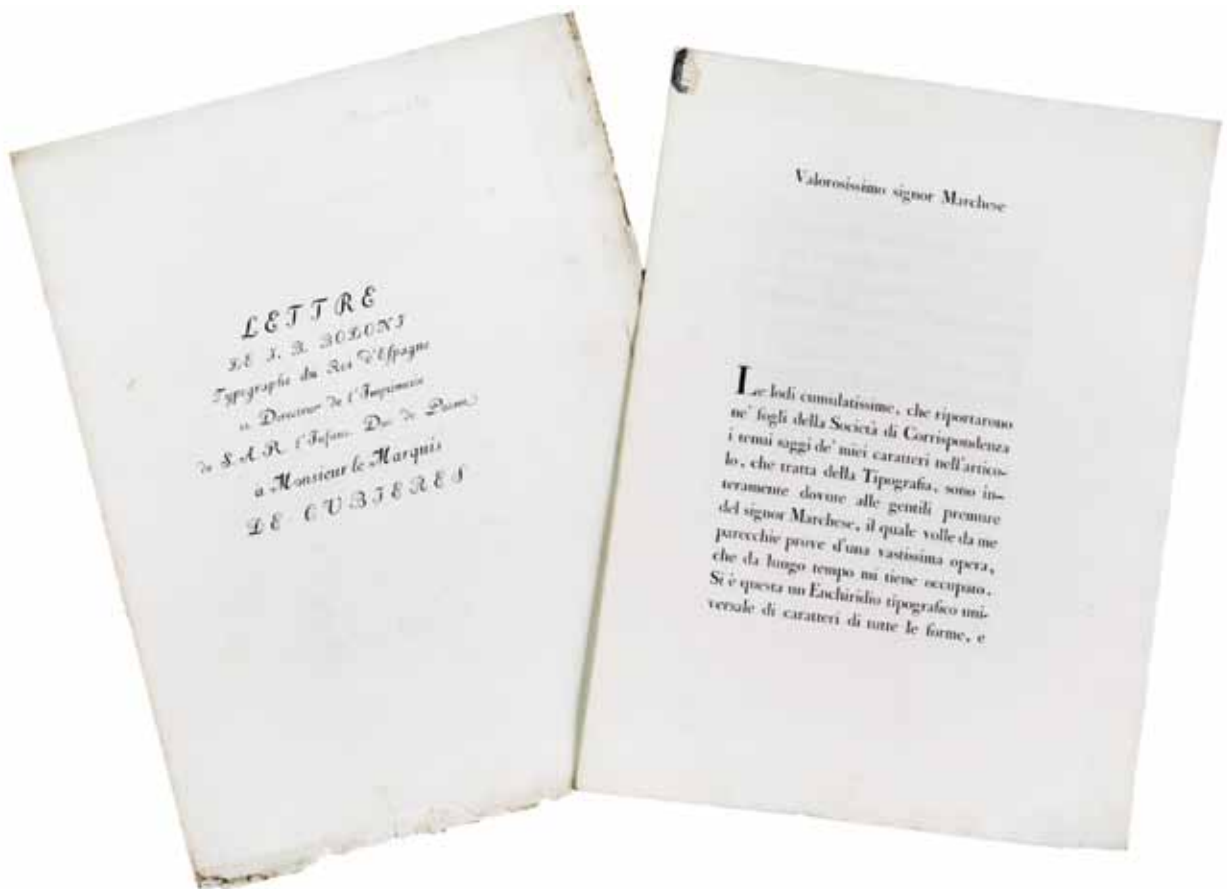 LETTRE
DE J. B. BODONI
Typographe du Roi d'Espagne
et Directeur de l'Imprimerie
de S. A. R. l'Infant Duc de Parme
a Monsieur le Marquis
DE CUBIERES
Valorosissimo signor Marchese
Le lodi cumulatissime, che riportarono
ne' fogli della Società di Corrispondenza
i tenui saggi de' miei caratteri nell'artico-
lo, che tratta della Tipografia, sono in-
teramente dovute alle gentili premure
del signor Marchese, il quale volle da me
parecchie prove d'una vastissima opera,
che da lungo tempo mi tiene occupato.
Si è questa un Enchiridio tipografico uni-
versale di caratteri di tutte le forme, e